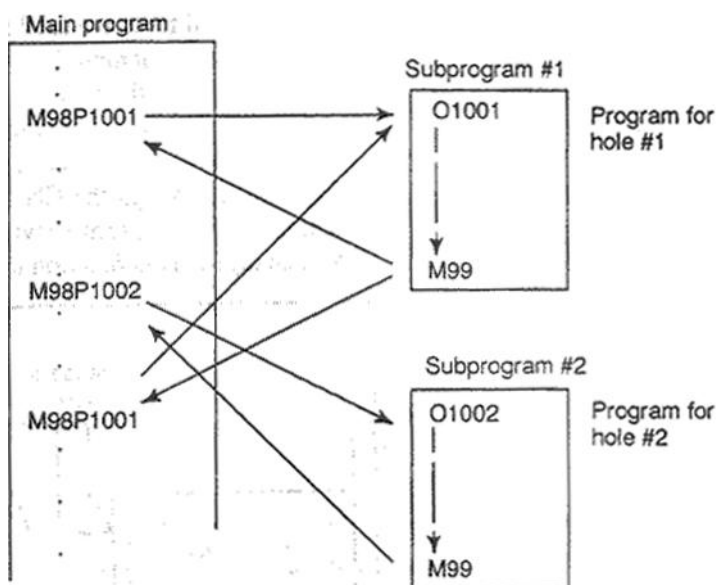 Main program
M98P1001
M98P1002
M98P1001
Subprogram #1
O1001
M99
Program for
hole #1
Subprogram #2
O1002
M99
Program for
hole #2